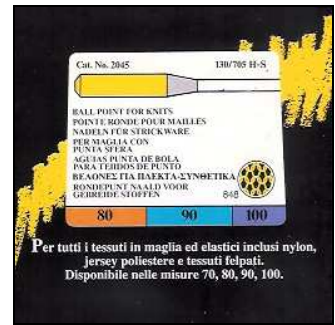 Cat. No. 2045 130/705 H-S
BALL POINT FOR KNITS
POINTE RONDE POUR MAILLES
NADELN FÜR STRICKWARE
PER MAGLIA CON
PUNTA SFERA
AGUJAS PUNTA DE BOLA
PARA TEJIDOS DE PUNTO
ΒΕΛΟΝΕΣ ΓΙΑ ΠΛΕΚΤΑ-ΣΥΝΘΕΤΙΚΑ
RONDEPUNT NAALD VOOR
GEBREIDE STOFFEN 848
80 90 100
Per tutti i tessuti in maglia ed elastici inclusi nylon,
jersey poliestere e tessuti felpati.
Disponibile nelle misure 70, 80, 90, 100.